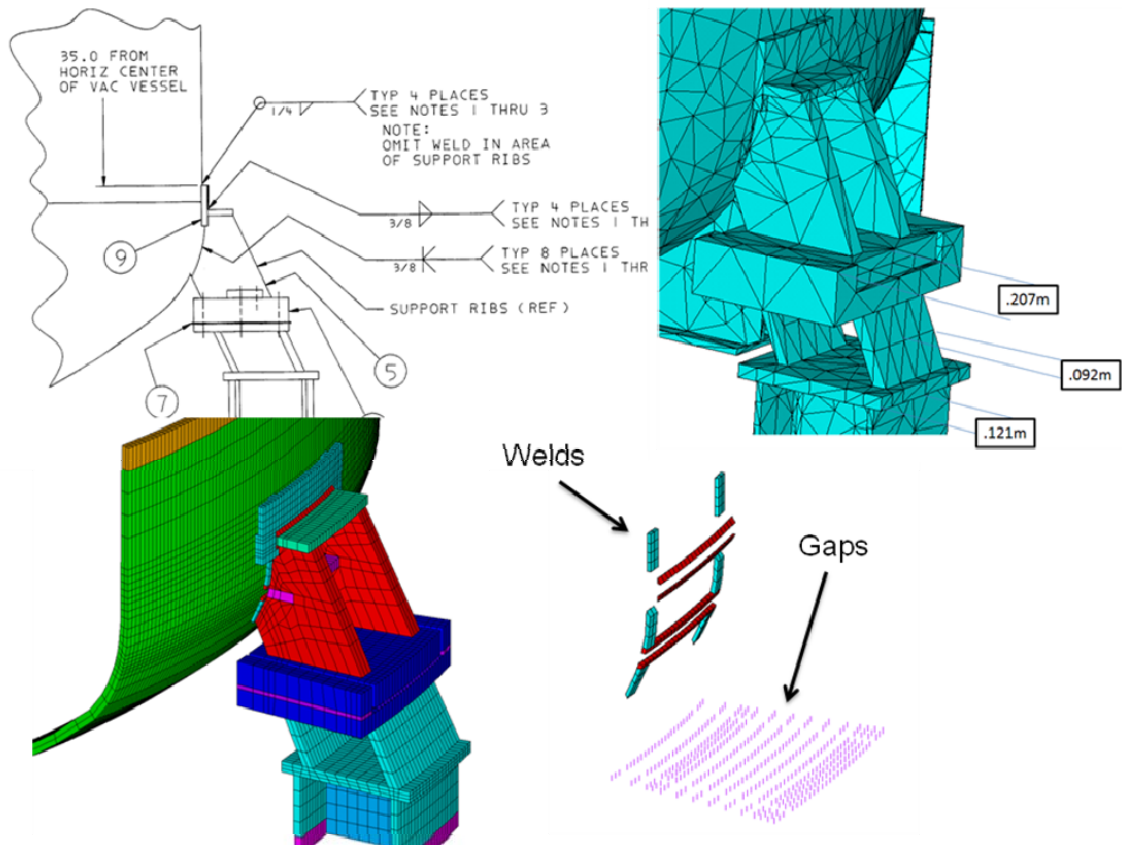 35.0 FROM
HORIZ CENTER
OF VAC VESSEL
1/4
TYP 4 PLACES
SEE NOTES 1 THRU 3
NOTE:
OMIT WELD IN AREA
OF SUPPORT RIBS
3/8
TYP 4 PLACES
SEE NOTES 1 TH
3/8
TYP 8 PLACES
SEE NOTES 1 THR
SUPPORT RIBS (REF)
9
7
5
.207m
.092m
.121m
Welds
Gaps